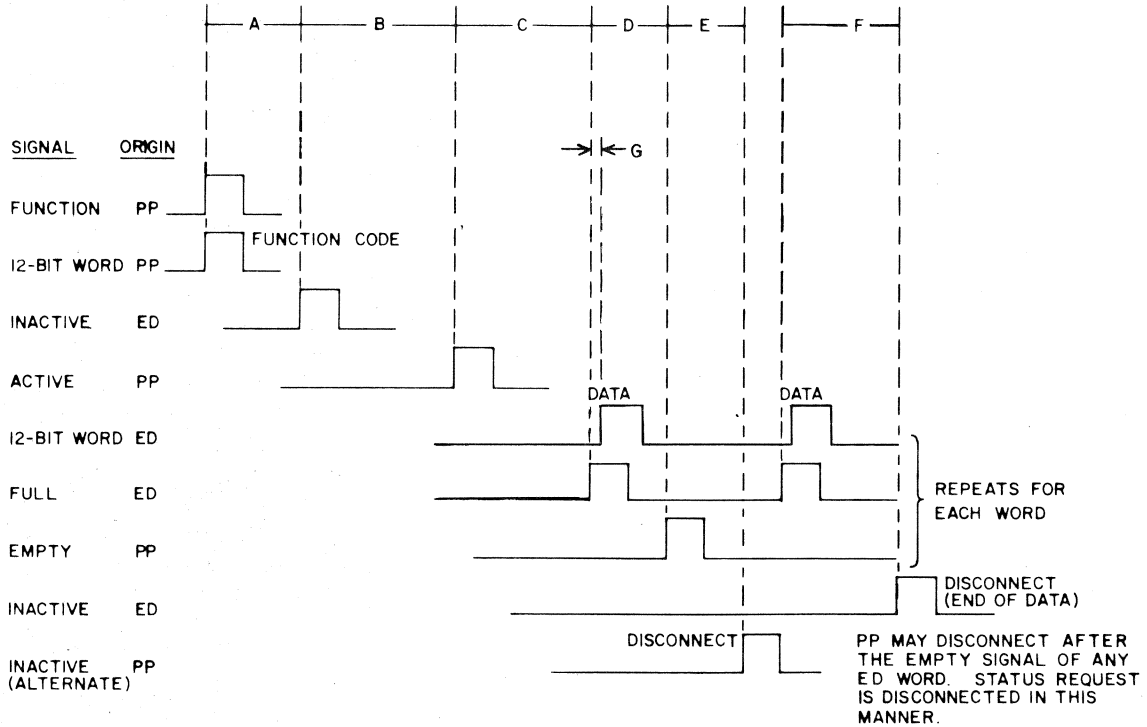 A B C D E F
SIGNAL ORIGIN
G
FUNCTION PP
FUNCTION CODE
12-BIT WORD PP
INACTIVE ED
ACTIVE PP
DATA DATA
12-BIT WORD ED
FULL ED
REPEATS FOR
EACH WORD
EMPTY PP
INACTIVE ED
DISCONNECT
(END OF DATA)
DISCONNECT
INACTIVE PP
(ALTERNATE)
PP MAY DISCONNECT AFTER
THE EMPTY SIGNAL OF ANY
ED WORD. STATUS REQUEST
IS DISCONNECTED IN THIS
MANNER.